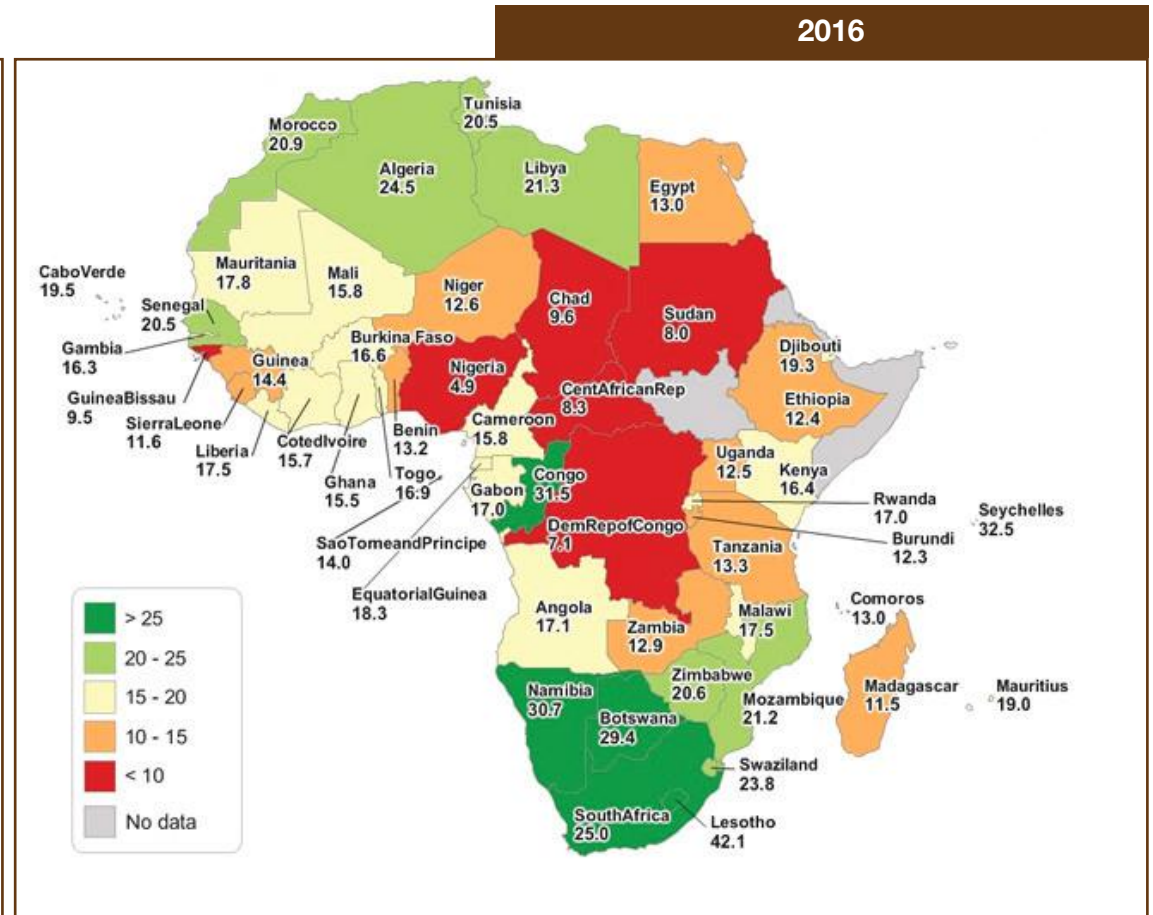 2016
Tunisia
20.5
Morocco
20.9
Algeria
24.5
Libya
21.3
Egypt
13.0
CaboVerde
19.5
Mauritania
17.8
Mali
15.8
Niger
12.6
Chad
9.6
Sudan
8.0
Senegal
20.5
Gambia
16.3
GuineaBissau
9.5
Guinea
14.4
SierraLeone
11.6
Liberia
17.5
CotedIvoire
15.7
Burkina Faso
16.6
Ghana
15.5
Togo
16.9
Benin
13.2
Nigeria
4.9
Cameroon
15.8
CentAfricanRep
8.3
Djibouti
19.3
Ethiopia
12.4
Uganda
12.5
Kenya
16.4
Rwanda
17.0
Burundi
12.3
Seychelles
32.5
Gabon
17.0
Congo
31.5
DemRepofCongo
7.1
SaoTomeandPrincipe
14.0
EquatorialGuinea
18.3
Tanzania
13.3
Angola
17.1
Zambia
12.9
Malawi
17.5
Comoros
13.0
Zimbabwe
20.6
Mozambique
21.2
Madagascar
11.5
Mauritius
19.0
Namibia
30.7
Botswana
29.4
Swaziland
23.8
SouthAfrica
25.0
Lesotho
42.1
> 25
20 - 25
15 - 20
10 - 15
< 10
No data